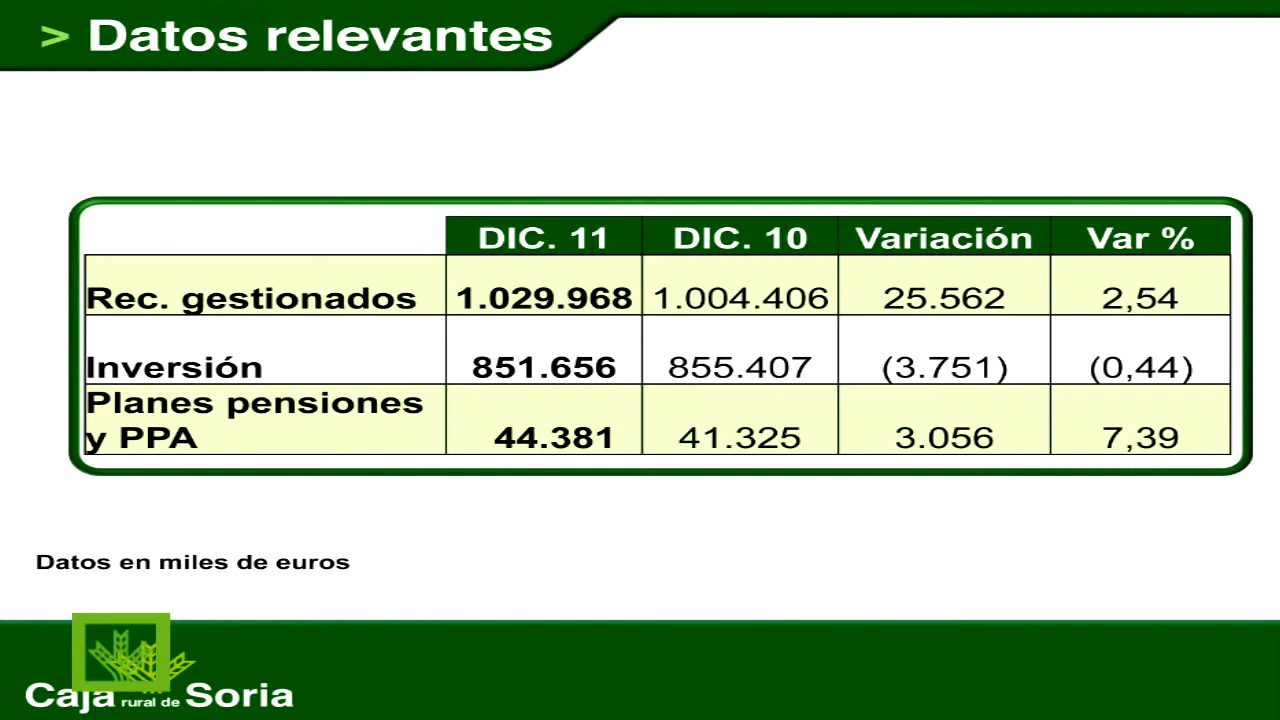 > Datos relevantes
DIC. 11 DIC. 10 Variación Var %
Rec. gestionados 1.029.968 1.004.406 25.562 2,54
Inversión 851.656 855.407 (3.751) (0,44)
Planes pensiones
y PPA 44.381 41.325 3.056 7,39
Datos en miles de euros
Caja rural de Soria